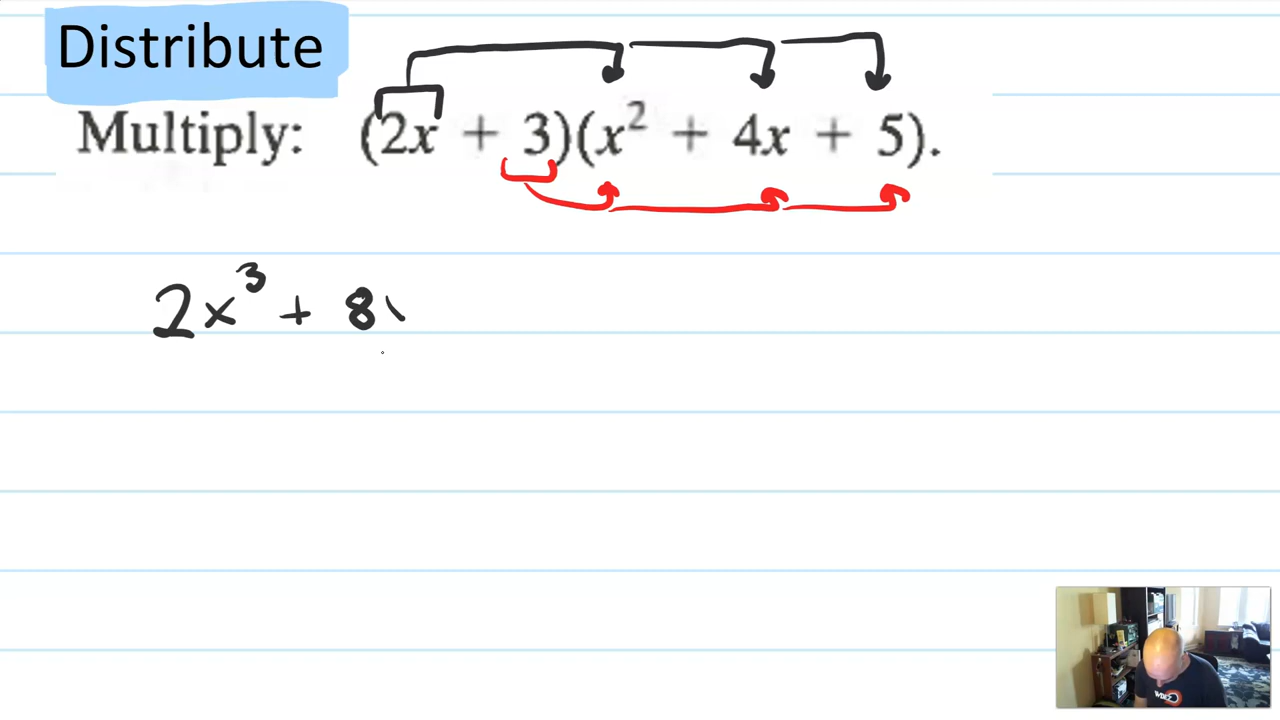 Distribute
Multiply: (2x + 3)(x² + 4x + 5).
2x³ + 8